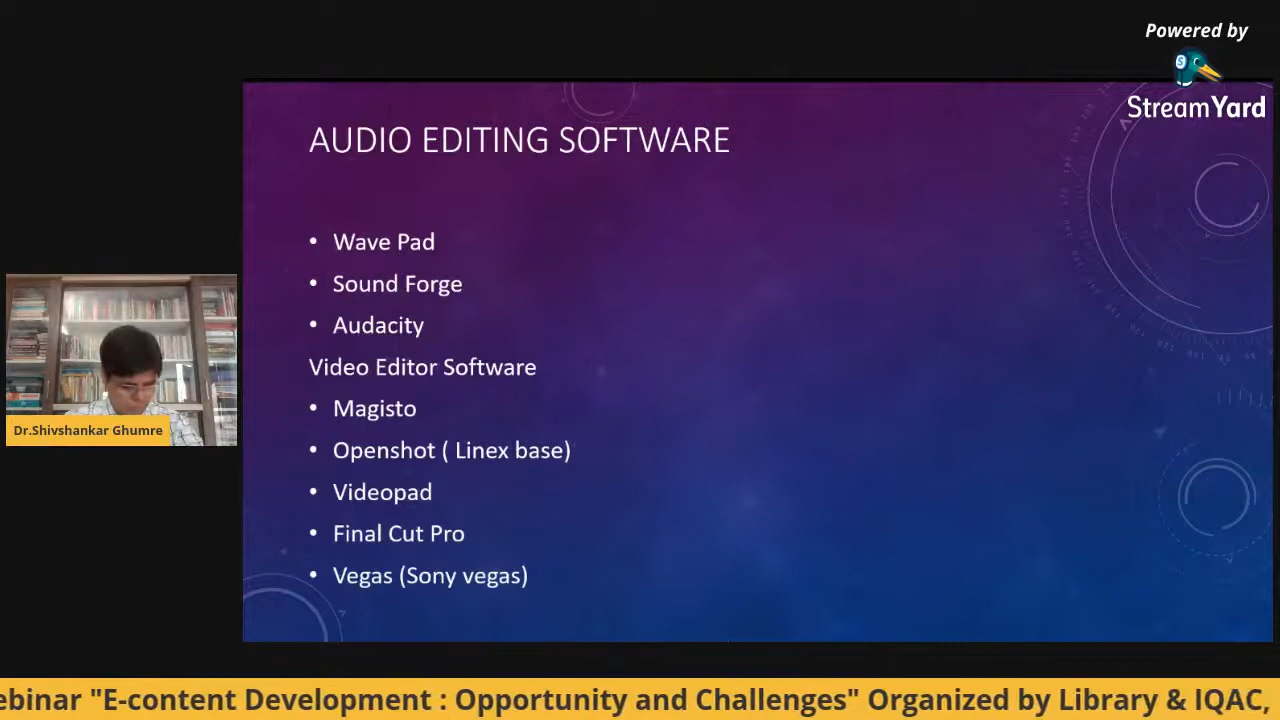 Powered by
StreamYard
AUDIO EDITING SOFTWARE
• Wave Pad
• Sound Forge
• Audacity
Video Editor Software
• Magisto
• Openshot ( Linex base)
• Videopad
• Final Cut Pro
• Vegas (Sony vegas)
Dr.Shivshankar Ghumre
ebinar "E-content Development : Opportunity and Challenges" Organized by Library & IQAC,